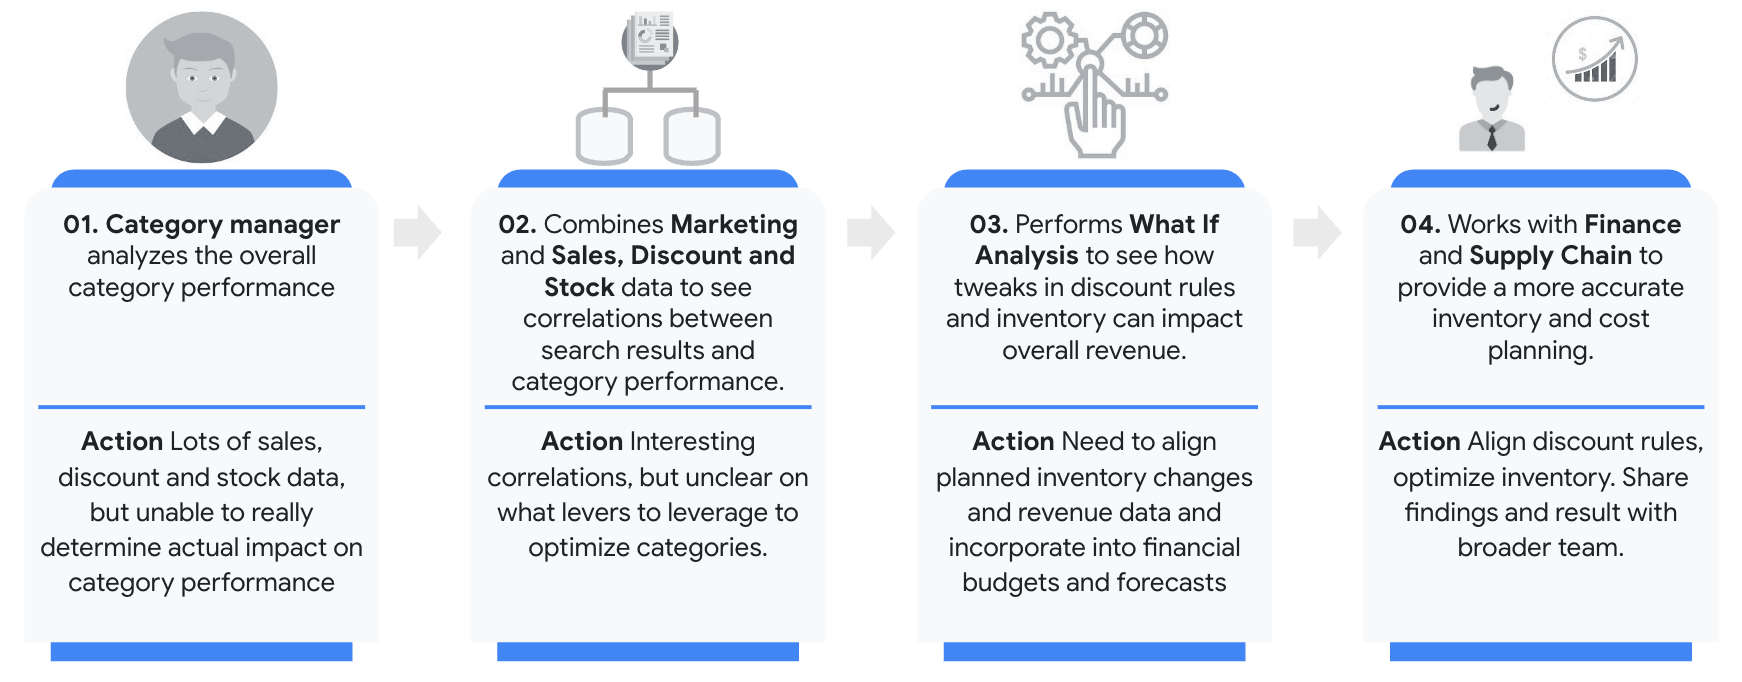 01. Category manager
analyzes the overall
category performance
Action Lots of sales,
discount and stock data,
but unable to really
determine actual impact on
category performance
02. Combines Marketing
and Sales, Discount and
Stock data to see
correlations between
search results and
category performance.
Action Interesting
correlations, but unclear on
what levers to leverage to
optimize categories.
03. Performs What If
Analysis to see how
tweaks in discount rules
and inventory can impact
overall revenue.
Action Need to align
planned inventory changes
and revenue data and
incorporate into financial
budgets and forecasts
$
04. Works with Finance
and Supply Chain to
provide a more accurate
inventory and cost
planning.
Action Align discount rules,
optimize inventory. Share
findings and result with
broader team.